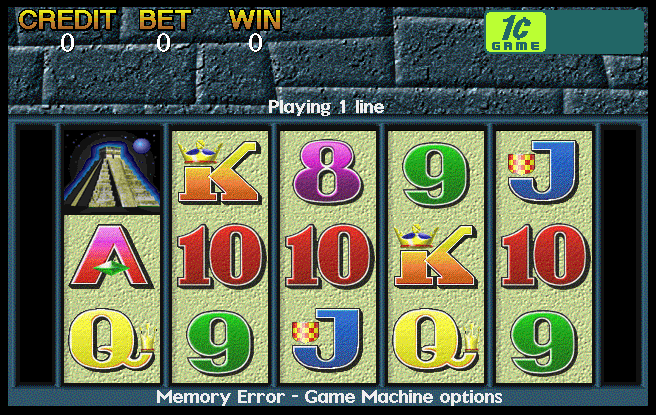 CREDIT BET WIN
0 0 0
1¢
GAME
Playing 1 line
K 8 9 J
A 10 10 K 10
Q 9 J Q 9
Memory Error - Game Machine options